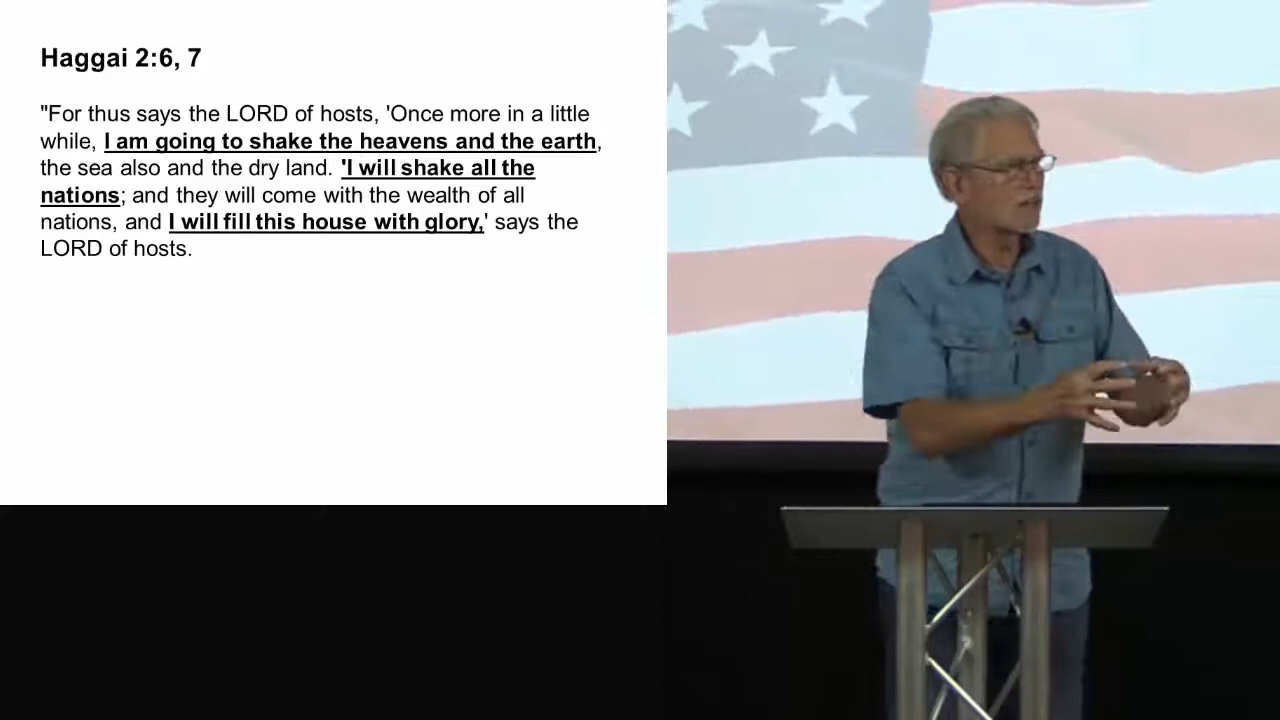 Haggai 2:6, 7
"For thus says the LORD of hosts, 'Once more in a little
while, I am going to shake the heavens and the earth,
the sea also and the dry land. 'I will shake all the
nations; and they will come with the wealth of all
nations, and I will fill this house with glory,' says the
LORD of hosts.